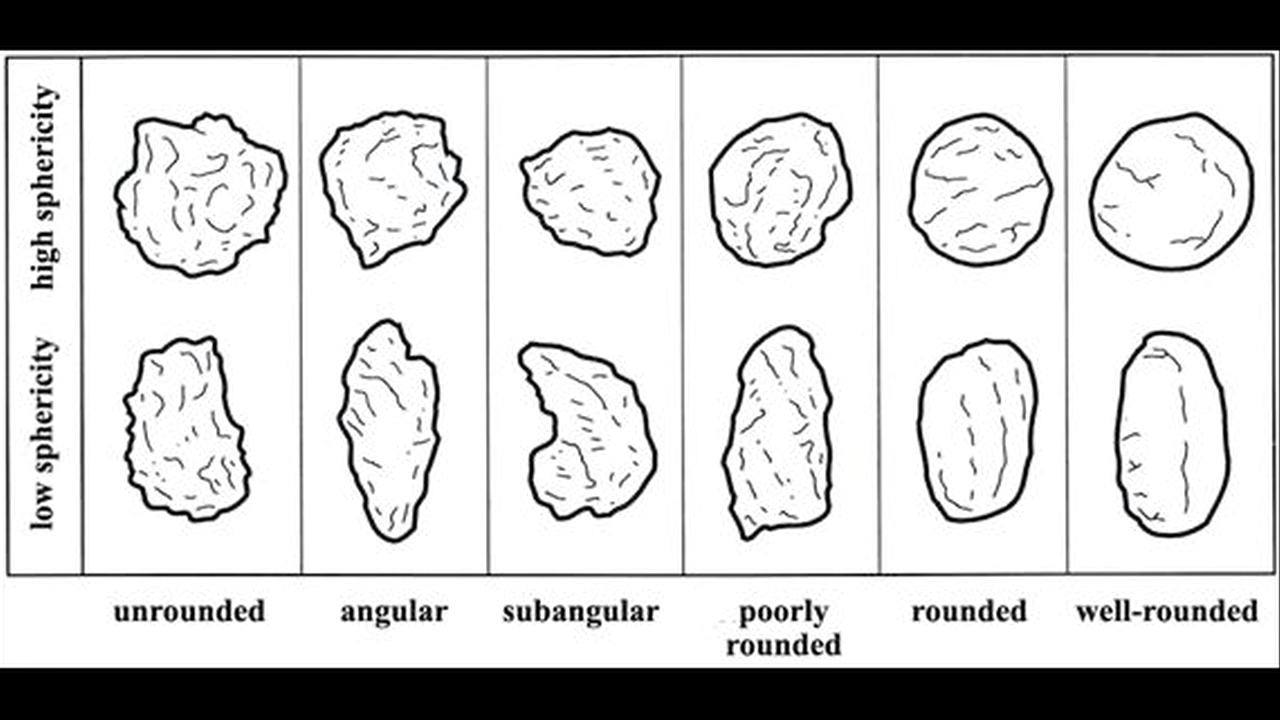 high sphericity
low sphericity
unrounded
angular
subangular
poorly
rounded
rounded
well-rounded